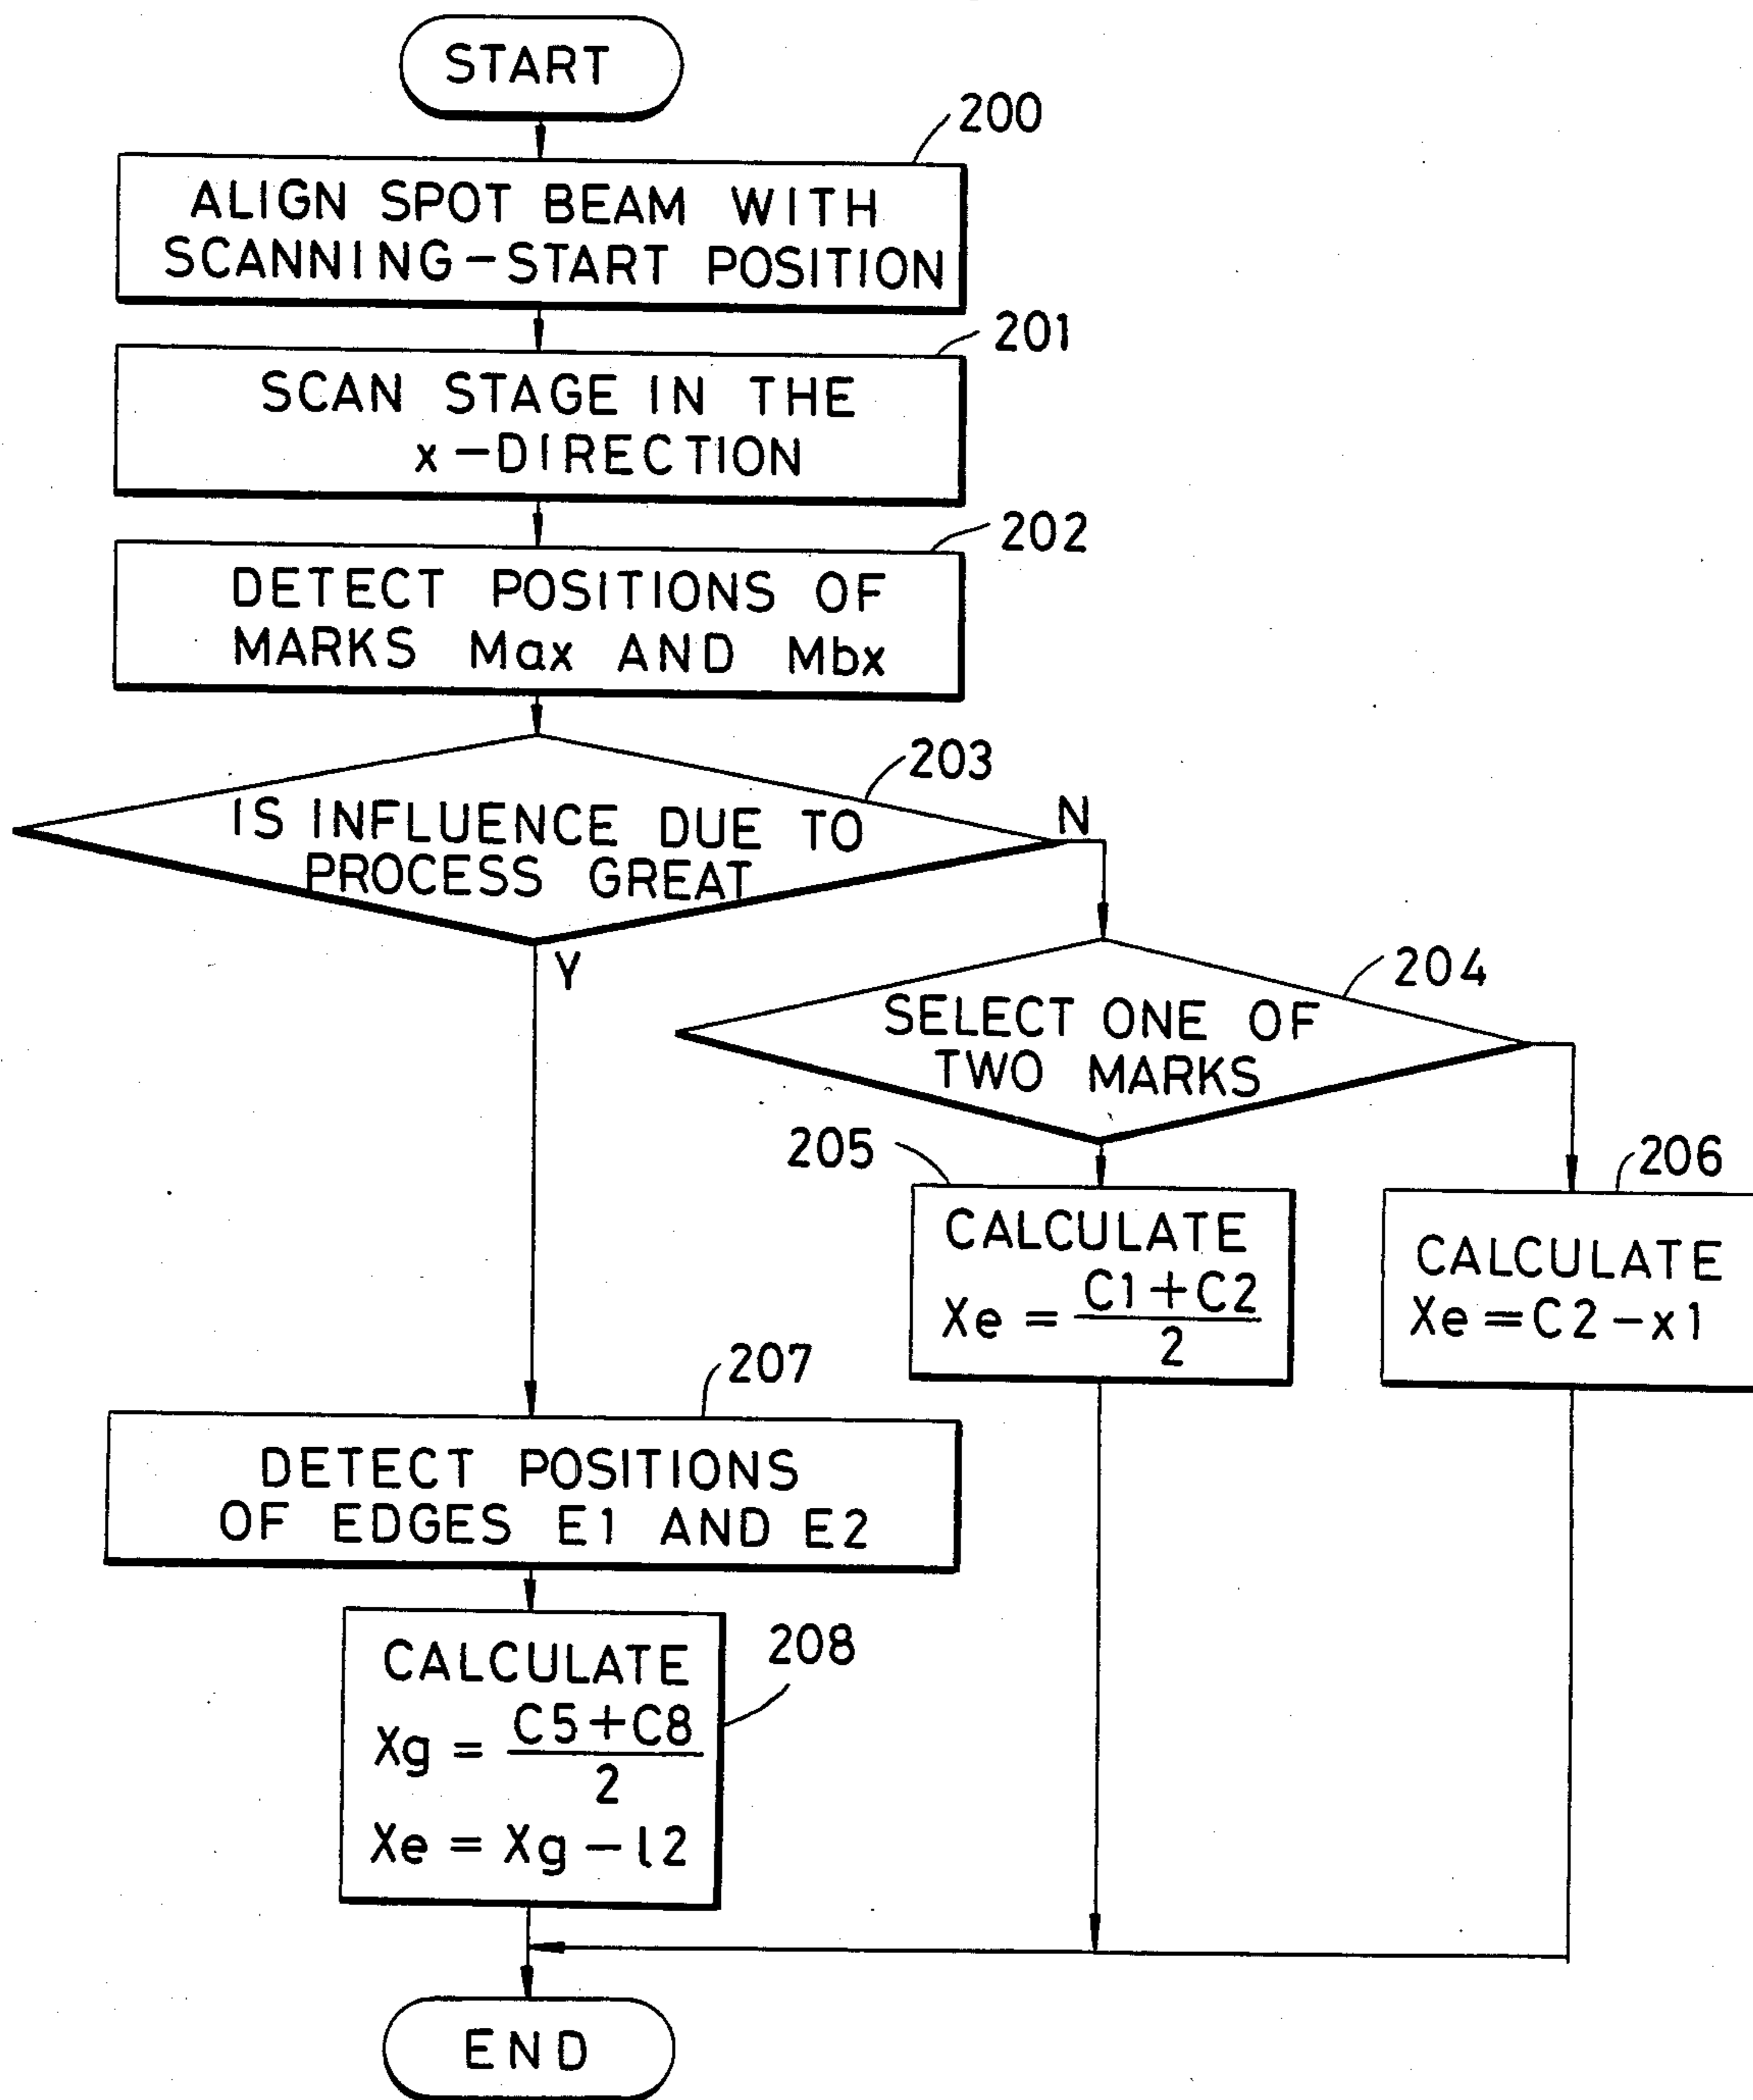 START
200
ALIGN SPOT BEAM WITH
SCANNING-START POSITION
201
SCAN STAGE IN THE
x-DIRECTION
202
DETECT POSITIONS OF
MARKS Max AND Mbx
203
IS INFLUENCE DUE TO
PROCESS GREAT
N
Y
204
SELECT ONE OF
TWO MARKS
205
CALCULATE
Xe = C1+C2
2
206
CALCULATE
Xe = C2-x1
207
DETECT POSITIONS
OF EDGES E1 AND E2
208
CALCULATE
Xg = C5+C8
2
Xe = Xg-l2
END